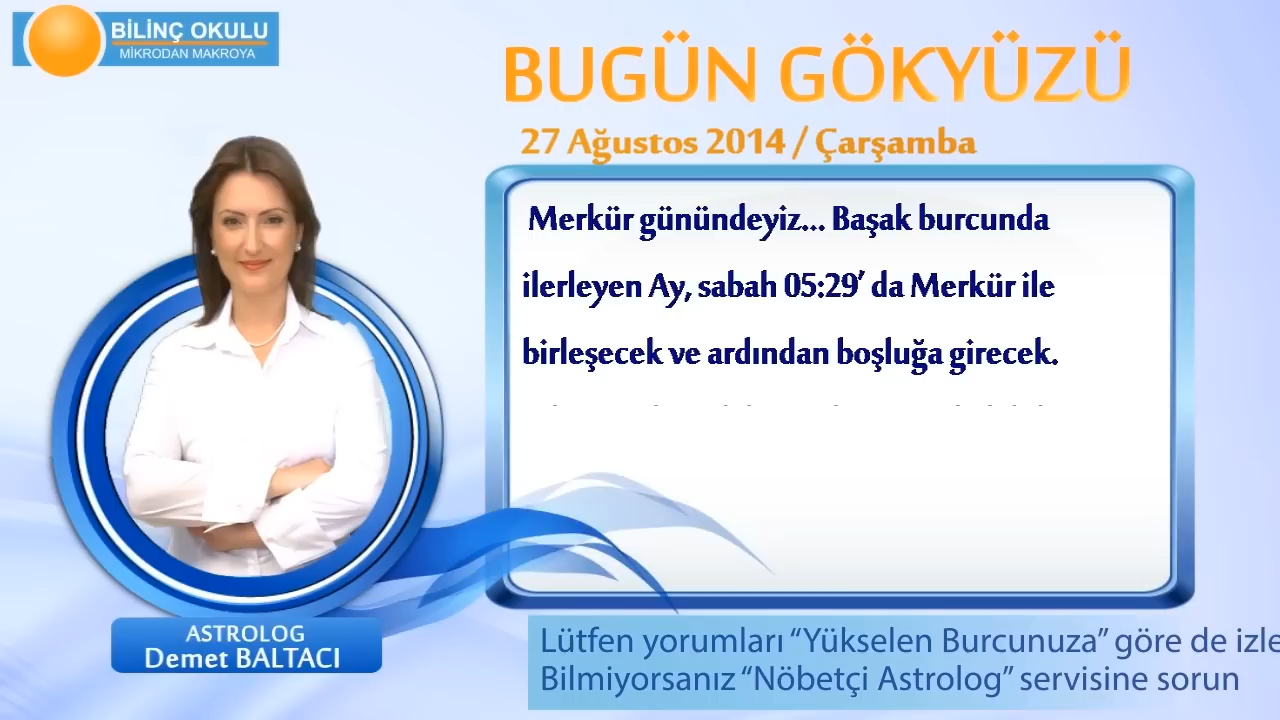 BİLİNÇ OKULU
MİKRODAN MAKROYA
BUGÜN GÖKYÜZÜ
27 Ağustos 2014 / Çarşamba
Merkür günündeyiz... Başak burcunda
ilerleyen Ay, sabah 05:29’ da Merkür ile
birleşecek ve ardından boşluğa girecek.
ASTROLOG
Demet BALTACI
Lütfen yorumları “Yükselen Burcunuza” göre de izle
Bilmiyorsanız “Nöbetçi Astrolog” servisine sorun